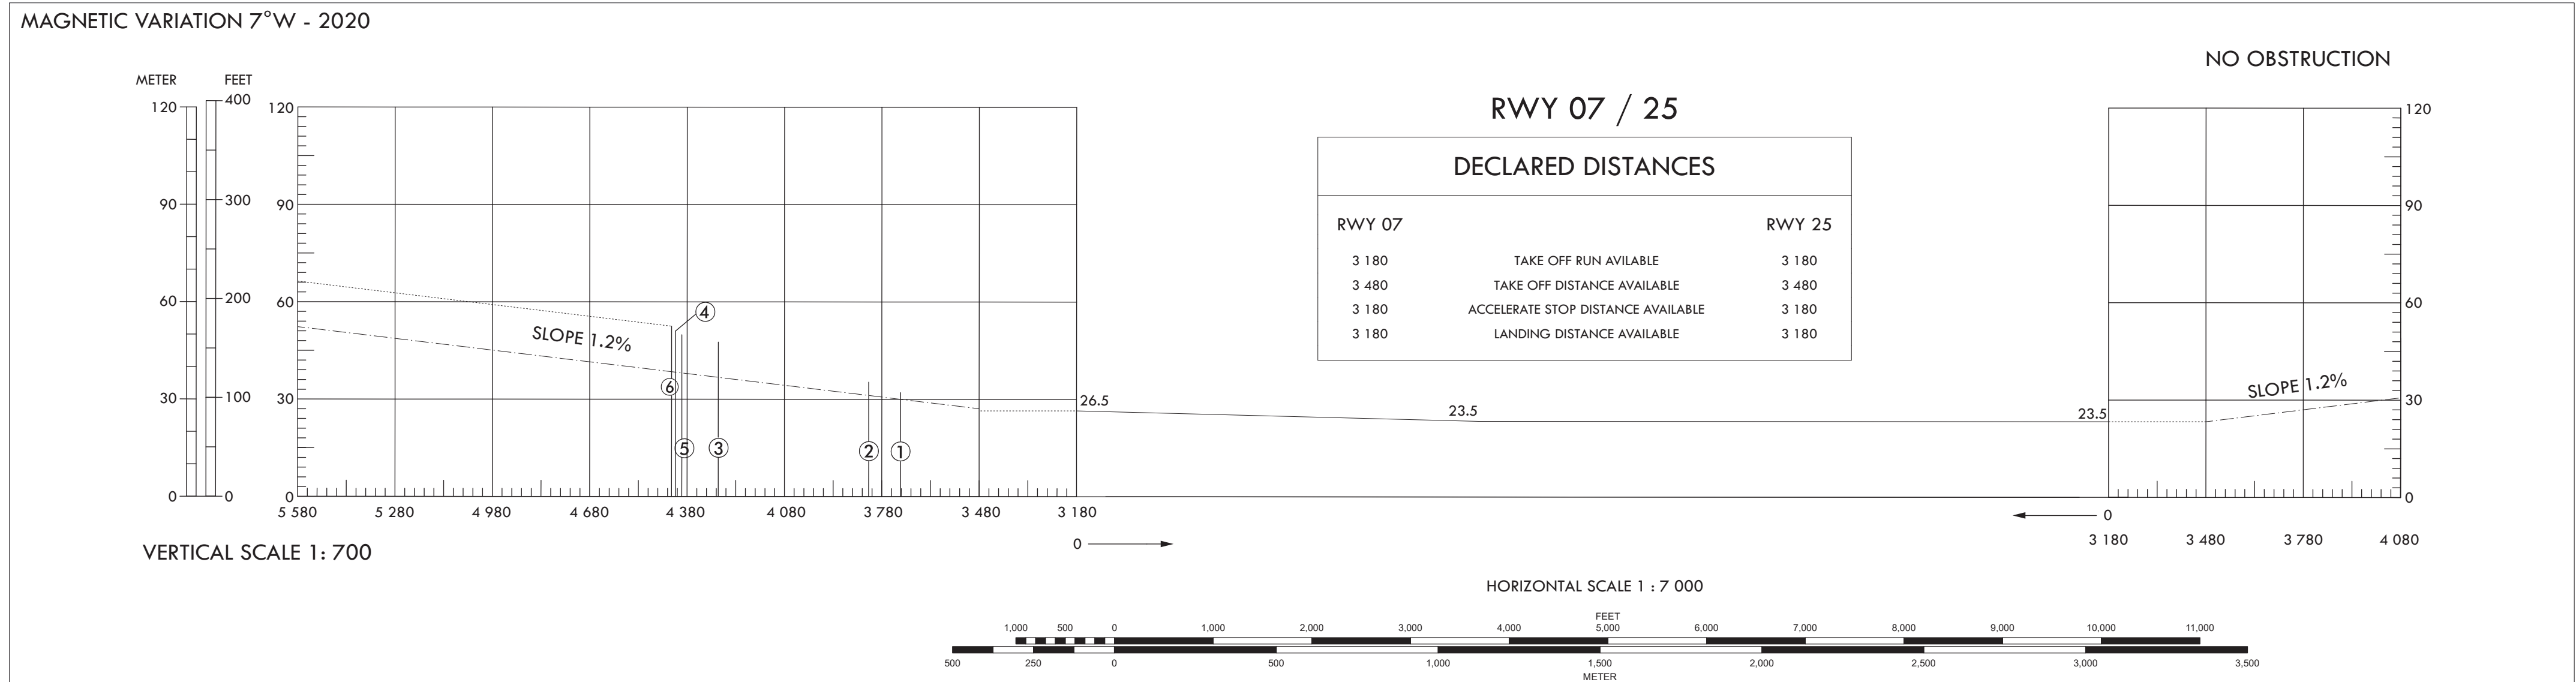 MAGNETIC VARIATION 7°W - 2020
NO OBSTRUCTION
METER FEET
RWY 07 / 25
120 400 120 120
DECLARED DISTANCES
90 300 90 90
RWY 07 RWY 25
3 180 TAKE OFF RUN AVILABLE 3 180
3 480 TAKE OFF DISTANCE AVAILABLE 3 480
3 180 ACCELERATE STOP DISTANCE AVAILABLE 3 180
3 180 LANDING DISTANCE AVAILABLE 3 180
60 200 60 60
4
SLOPE 1.2%
6
SLOPE 1.2%
30 100 30 26.5 23.5 23.5 30
5 3 2 1
0 0 0 0
5 580 5 280 4 980 4 680 4 380 4 080 3 780 3 480 3 180
0
3 180 3 480 3 780 4 080
0
VERTICAL SCALE 1: 700
HORIZONTAL SCALE 1 : 7 000
FEET
1,000 500 0 1,000 2,000 3,000 4,000 5,000 6,000 7,000 8,000 9,000 10,000 11,000
500 250 0 500 1,000 1,500 2,000 2,500 3,000 3,500
METER